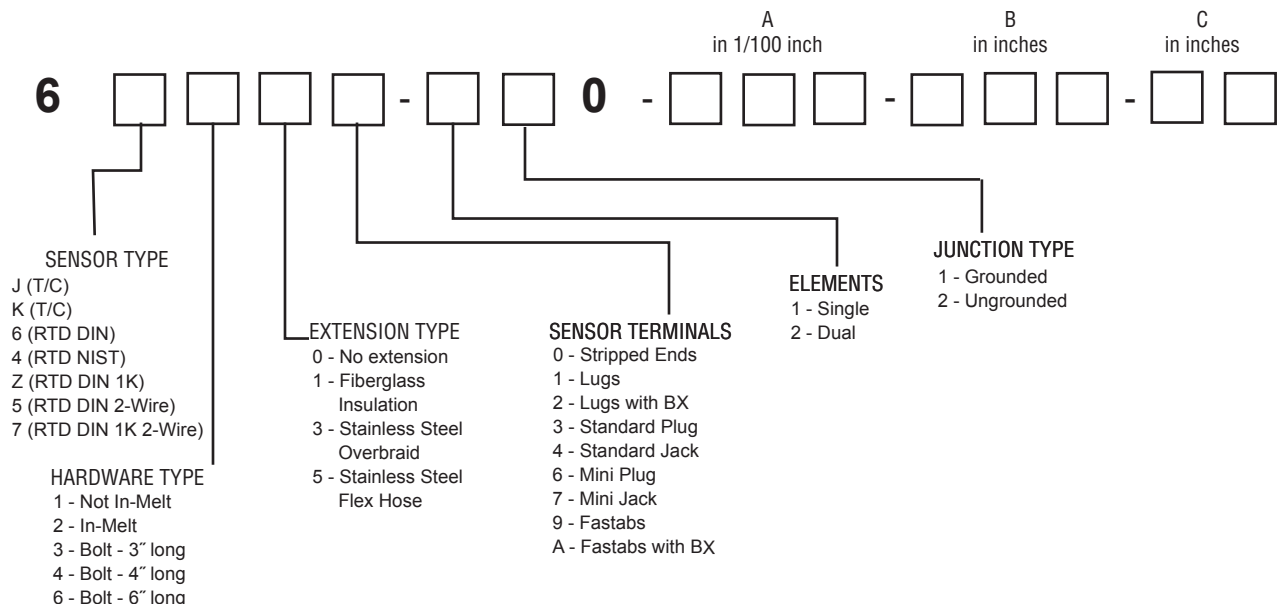 A
in 1/100 inch
B
in inches
C
in inches
6 - 0 - - -
SENSOR TYPE
J (T/C)
K (T/C)
6 (RTD DIN)
4 (RTD NIST)
Z (RTD DIN 1K)
5 (RTD DIN 2-Wire)
7 (RTD DIN 1K 2-Wire)
HARDWARE TYPE
1 - Not In-Melt
2 - In-Melt
3 - Bolt - 3˝ long
4 - Bolt - 4˝ long
6 - Bolt - 6˝ long
EXTENSION TYPE
0 - No extension
1 - Fiberglass
Insulation
3 - Stainless Steel
Overbraid
5 - Stainless Steel
Flex Hose
SENSOR TERMINALS
0 - Stripped Ends
1 - Lugs
2 - Lugs with BX
3 - Standard Plug
4 - Standard Jack
6 - Mini Plug
7 - Mini Jack
9 - Fastabs
A - Fastabs with BX
ELEMENTS
1 - Single
2 - Dual
JUNCTION TYPE
1 - Grounded
2 - Ungrounded